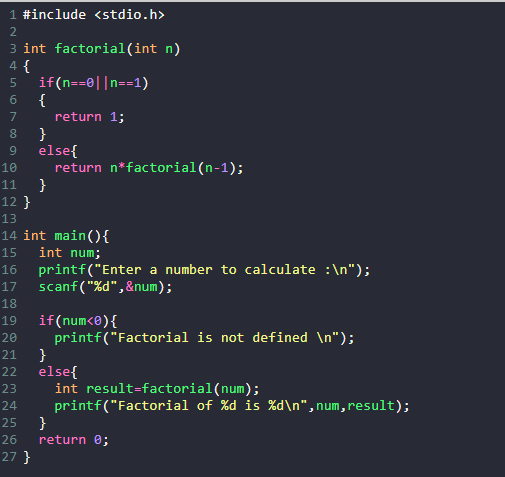 1 #include <stdio.h>
2
3 int factorial(int n)
4 {
5   if(n==0||n==1)
6   {
7     return 1;
8   }
9   else{
10     return n*factorial(n-1);
11   }
12 }
13
14 int main(){
15   int num;
16   printf("Enter a number to calculate :\n");
17   scanf("%d",&num);
18
19   if(num<0){
20     printf("Factorial is not defined \n");
21   }
22   else{
23     int result=factorial(num);
24     printf("Factorial of %d is %d\n",num,result);
25   }
26   return 0;
27 }